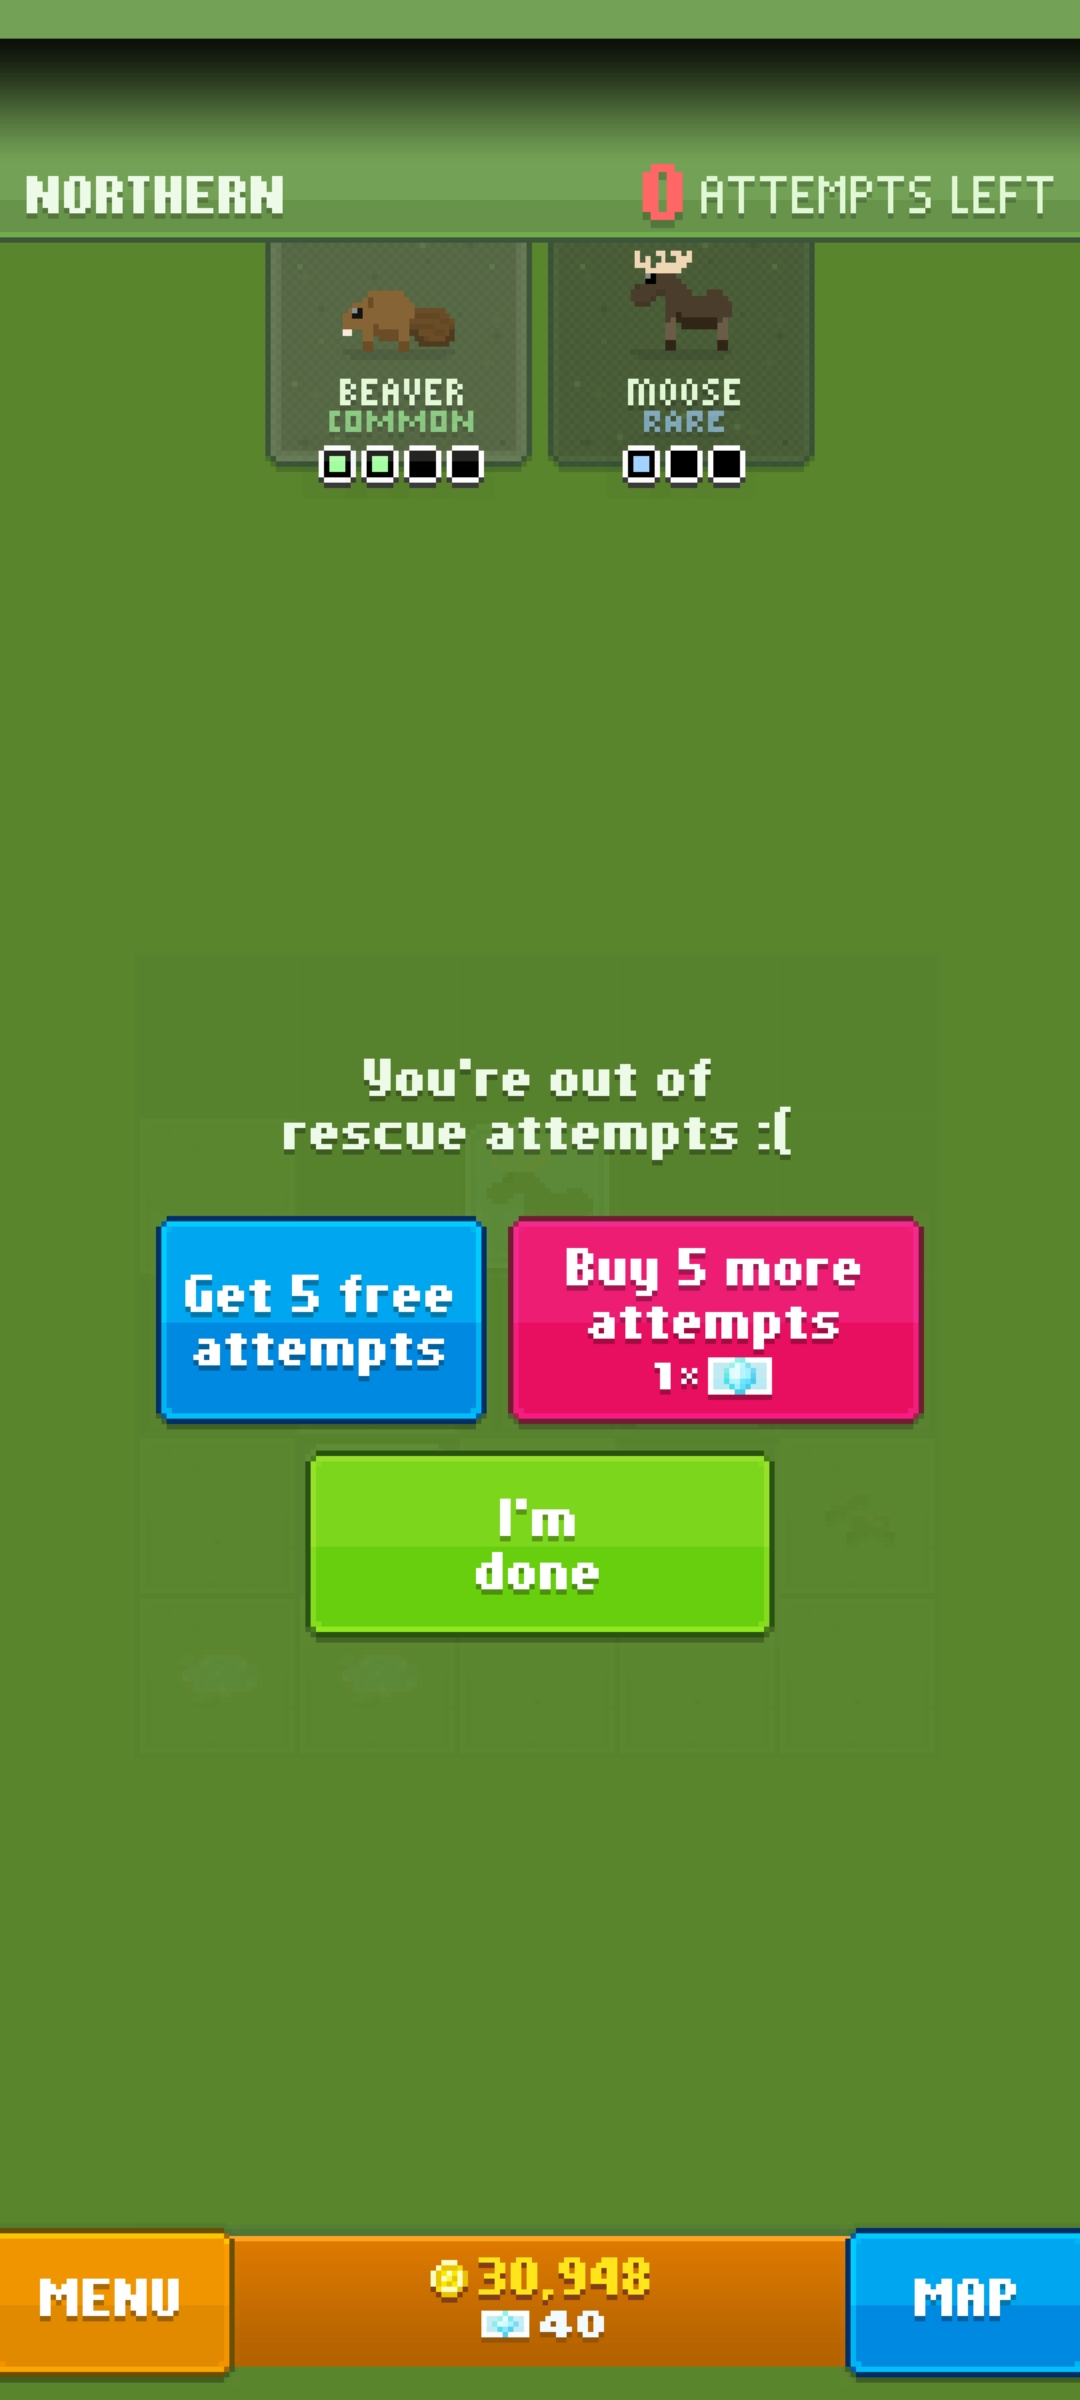 NORTHERN
0 ATTEMPTS LEFT
BEAVER
COMMON
MOOSE
RARE
You're out of
rescue attempts :(
Get 5 free
attempts
Buy 5 more
attempts
1×
I'm
done
MENU
30,948
40
MAP